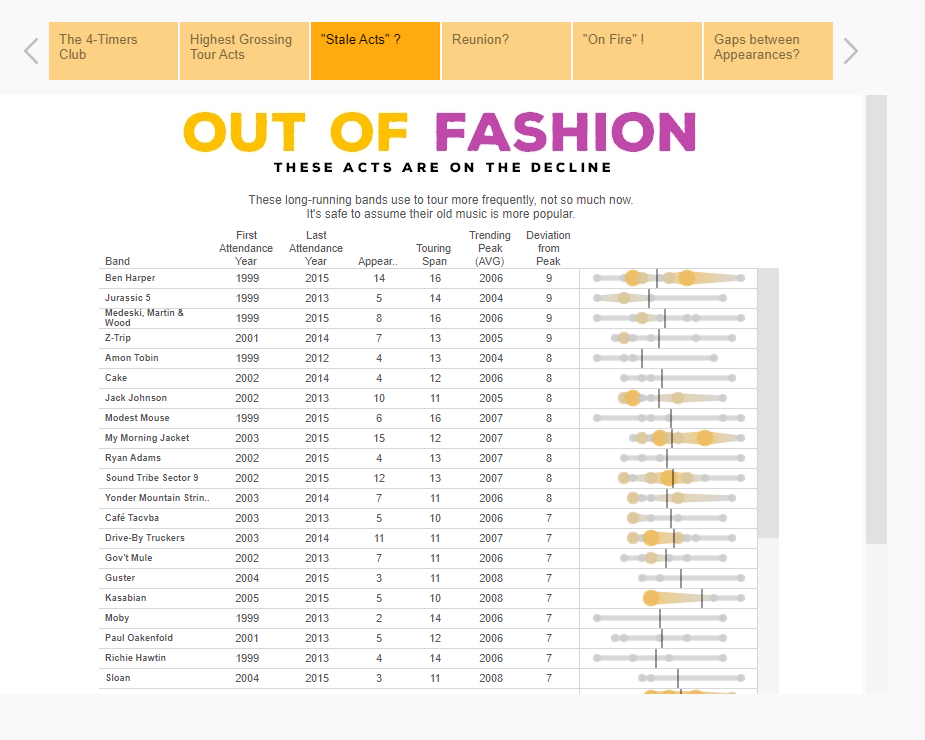 The 4-Timers
Club
Highest Grossing
Tour Acts
"Stale Acts" ?
Reunion?
"On Fire" !
Gaps between
Appearances?
OUT OF FASHION
THESE ACTS ARE ON THE DECLINE
These long-running bands use to tour more frequently, not so much now.
It's safe to assume their old music is more popular.
Band
First
Attendance
Year
Last
Attendance
Year
Appear..
Touring
Span
Trending
Peak
(AVG)
Deviation
from
Peak
Ben Harper 1999 2015 14 16 2006 9
Jurassic 5 1999 2013 5 14 2004 9
Medeski, Martin &
Wood 1999 2015 8 16 2006 9
Z-Trip 2001 2014 7 13 2005 9
Amon Tobin 1999 2012 4 13 2004 8
Cake 2002 2014 4 12 2006 8
Jack Johnson 2002 2013 10 11 2005 8
Modest Mouse 1999 2015 6 16 2007 8
My Morning Jacket 2003 2015 15 12 2007 8
Ryan Adams 2002 2015 4 13 2007 8
Sound Tribe Sector 9 2002 2015 12 13 2007 8
Yonder Mountain Strin.. 2003 2014 7 11 2006 8
Café Tacvba 2003 2013 5 10 2006 7
Drive-By Truckers 2003 2014 11 11 2007 7
Gov't Mule 2002 2013 7 11 2006 7
Guster 2004 2015 3 11 2008 7
Kasabian 2005 2015 5 10 2008 7
Moby 1999 2013 2 14 2006 7
Paul Oakenfold 2001 2013 5 12 2006 7
Richie Hawtin 1999 2013 4 14 2006 7
Sloan 2004 2015 3 11 2008 7